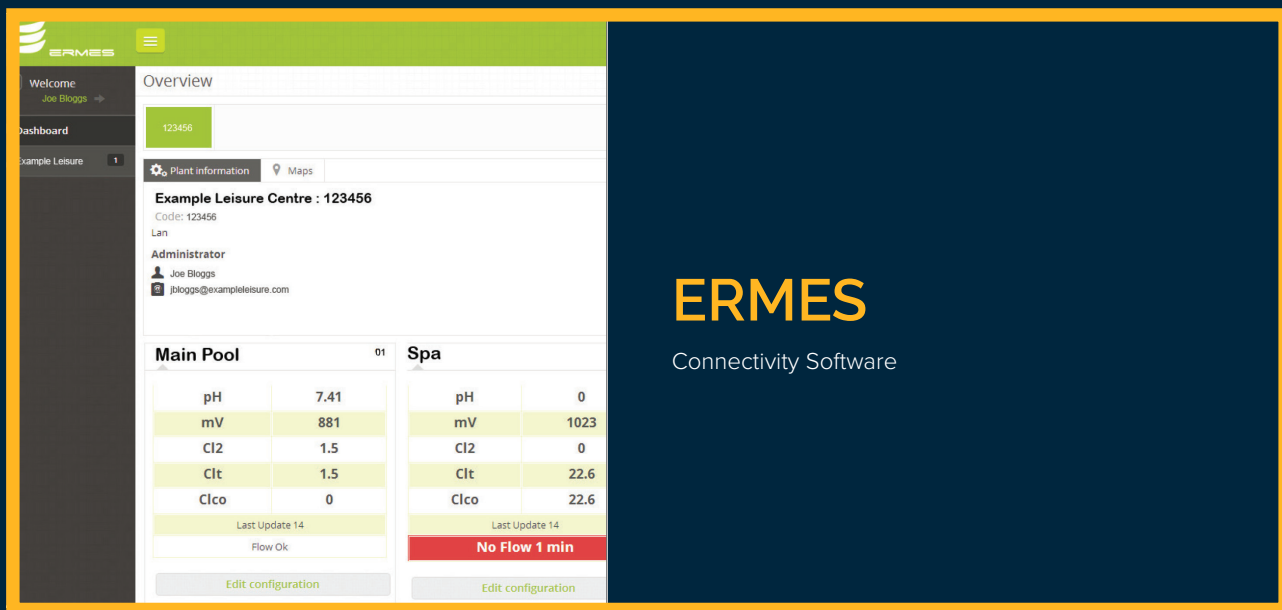 ERMES
Welcome
Joe Bloggs
Dashboard
Example Leisure 1
Overview
123456
Plant information Maps
Example Leisure Centre : 123456
Code: 123456
Lan
Administrator
Joe Bloggs
jbloggs@exampleleisure.com
Main Pool 01
pH 7.41
mV 881
Cl2 1.5
Clt 1.5
Clco 0
Last Update 14
Flow Ok
Edit configuration
Spa
pH 0
mV 1023
Cl2 0
Clt 22.6
Clco 22.6
Last Update 14
No Flow 1 min
Edit configuration
ERMES
Connectivity Software